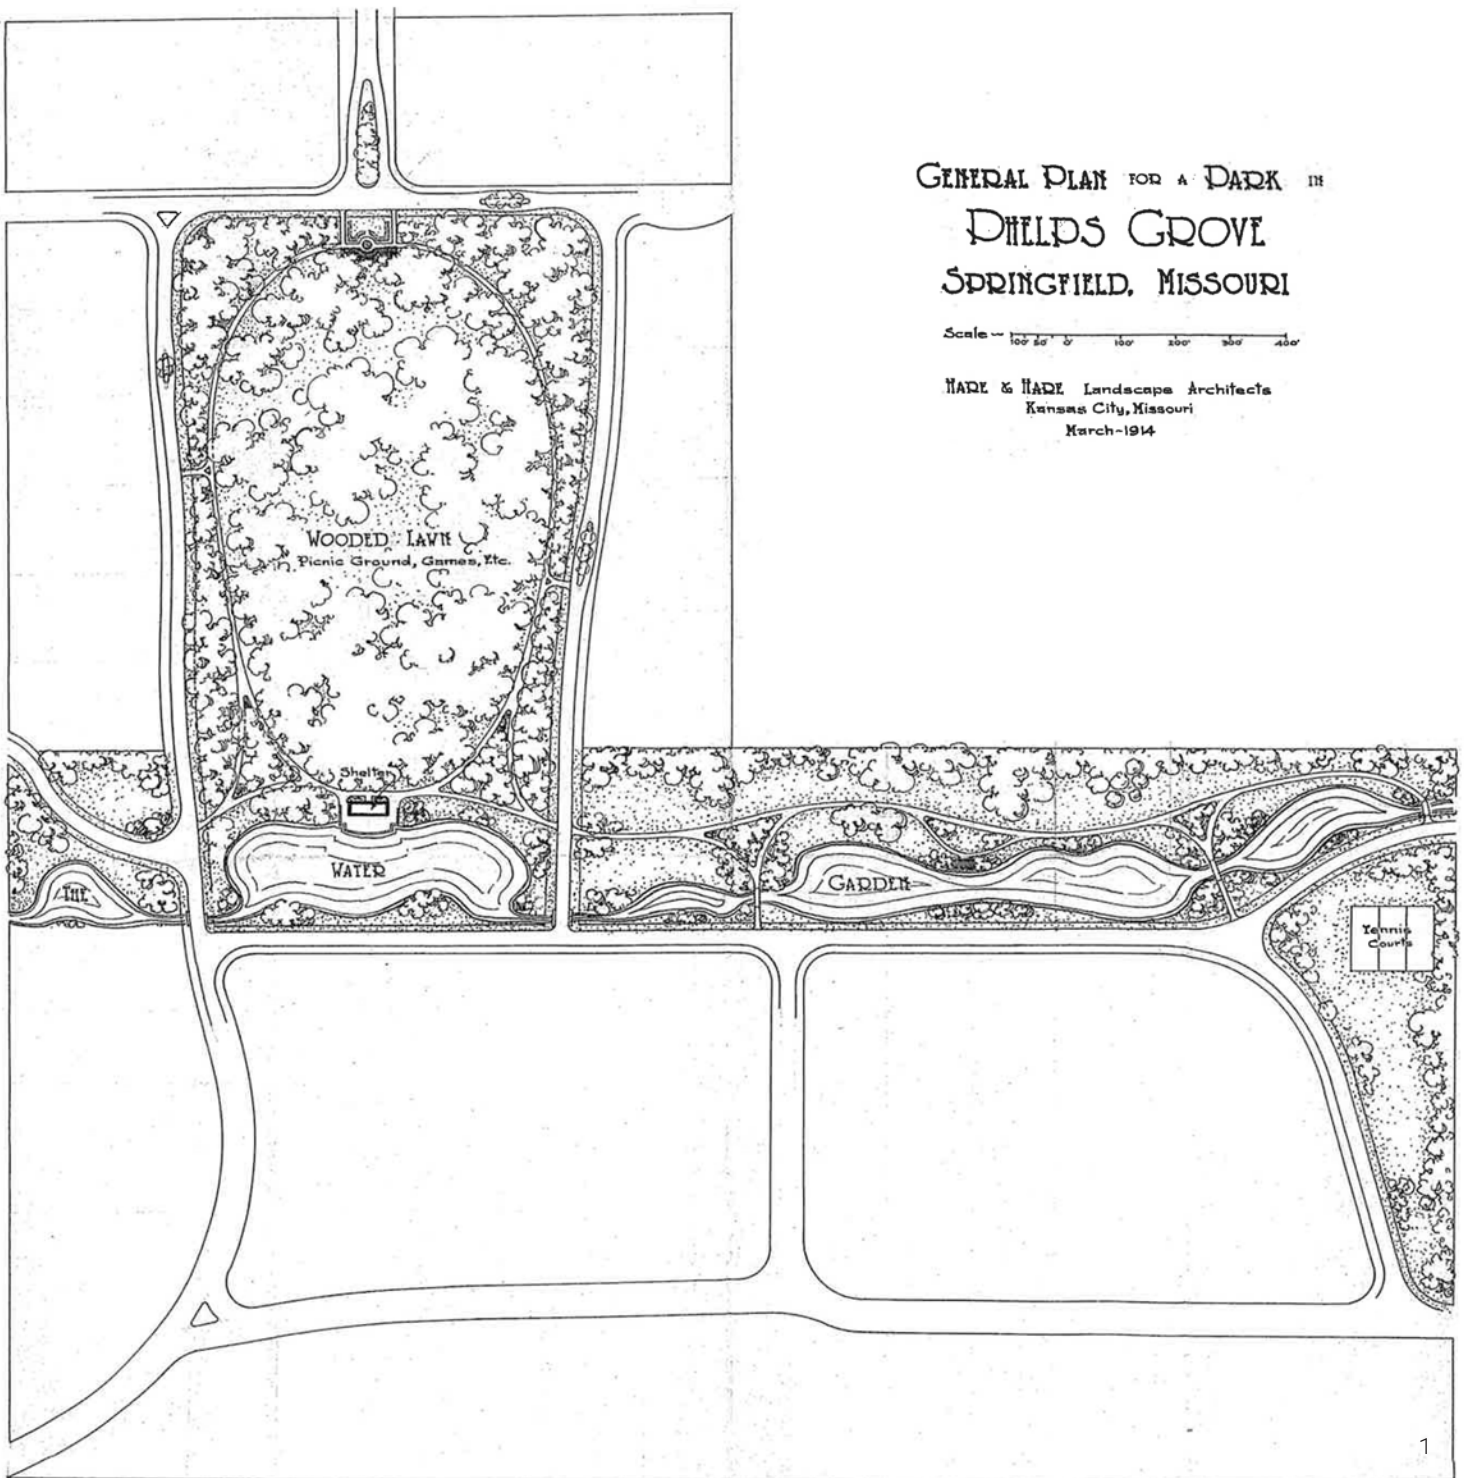 GENERAL PLAN FOR A PARK IN
PHELPS GROVE
SPRINGFIELD, MISSOURI
Scale ~ 100' 50' 0' 100' 200' 300' 400'
HARE & HARE Landscape Architects
Kansas City, Missouri
March-1914
WOODED LAWN
Picnic Ground, Games, Etc.
Shelter
THE
WATER
GARDEN
Tennis
Courts
1